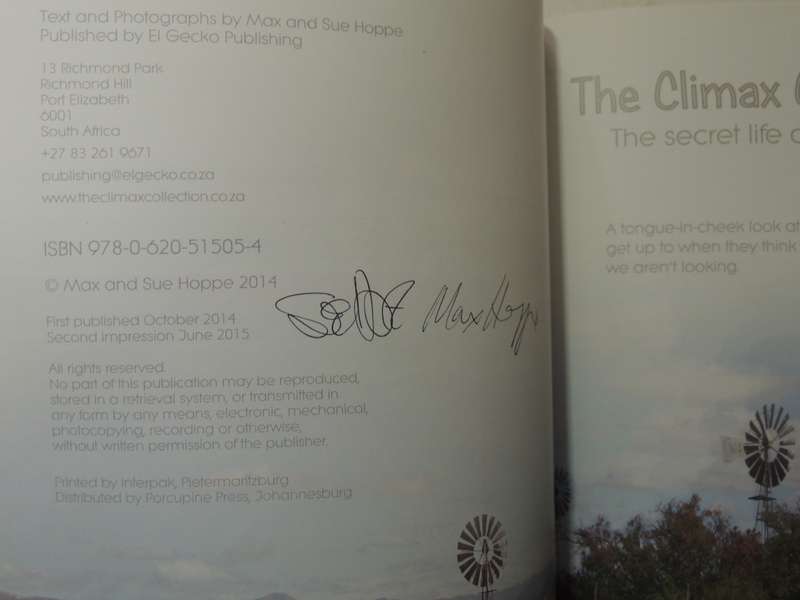 Text and Photographs by Max and Sue Hoppe
Published by El Gecko Publishing
13 Richmond Park
Richmond Hill
Port Elizabeth
6001
South Africa
+27 83 261 9671
publishing@elgecko.co.za
www.theclimaxcollection.co.za
ISBN 978-0-620-51505-4
© Max and Sue Hoppe 2014
First published October 2014
Second impression June 2015
Max Hoppe
All rights reserved.
No part of this publication may be reproduced,
stored in a retrieval system, or transmitted in
any form by any means, electronic, mechanical,
photocopying, recording or otherwise,
without written permission of the publisher.
Printed by Interpak, Pietermaritzburg
Distributed by Porcupine Press, Johannesburg
The Climax
The secret life
A tongue-in-cheek look at
get up to when they think
we aren't looking.